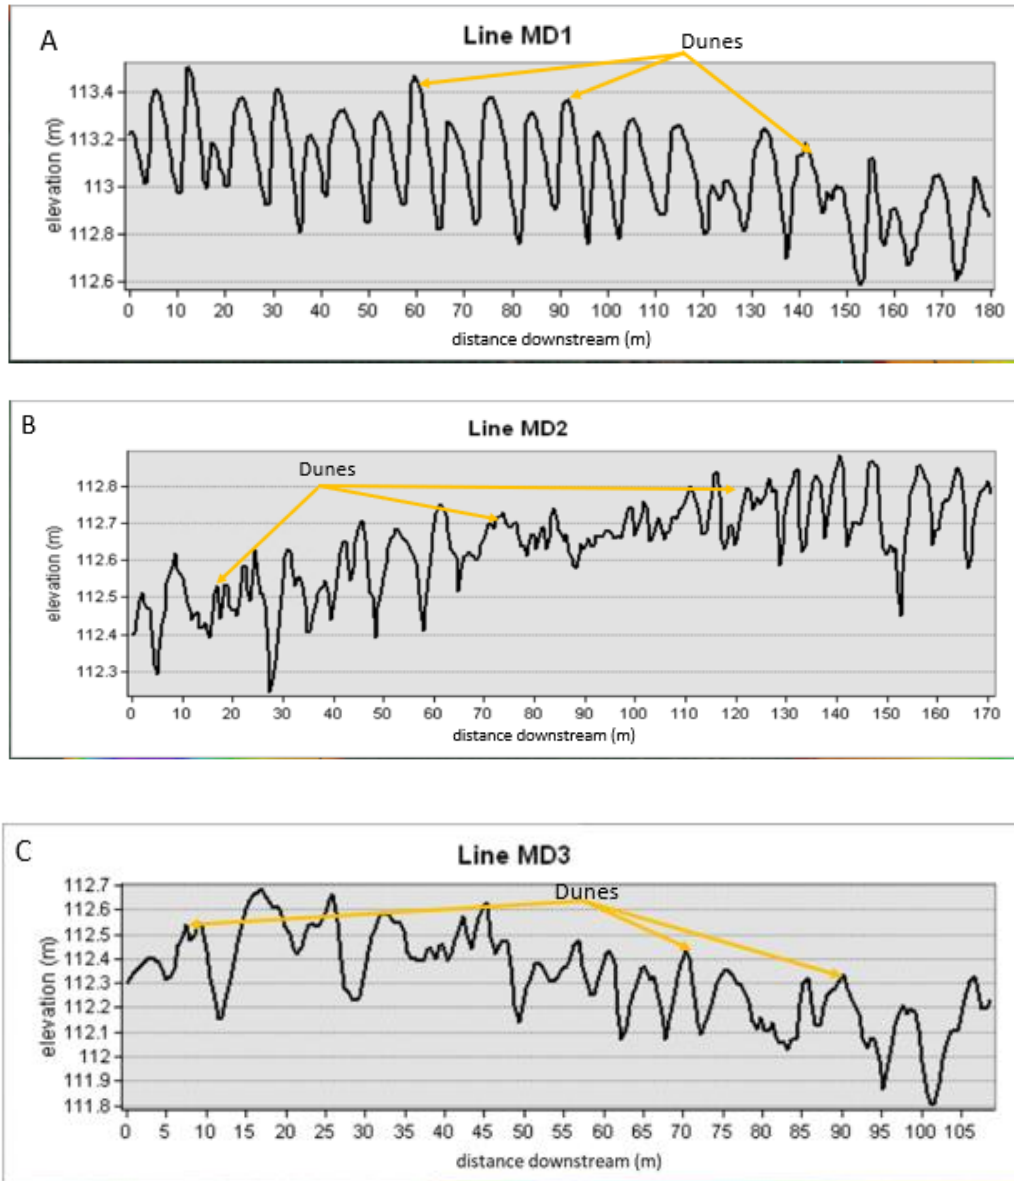 A
Line MD1
Dunes
elevation (m)
113.4
113.2
113
112.8
112.6
0 10 20 30 40 50 60 70 80 90 100 110 120 130 140 150 160 170 180
distance downstream (m)
B
Line MD2
Dunes
elevation (m)
112.8
112.7
112.6
112.5
112.4
112.3
0 10 20 30 40 50 60 70 80 90 100 110 120 130 140 150 160 170
distance downstream (m)
C
Line MD3
Dunes
elevation (m)
112.7
112.6
112.5
112.4
112.3
112.2
112.1
112
111.9
111.8
0 5 10 15 20 25 30 35 40 45 50 55 60 65 70 75 80 85 90 95 100 105
distance downstream (m)